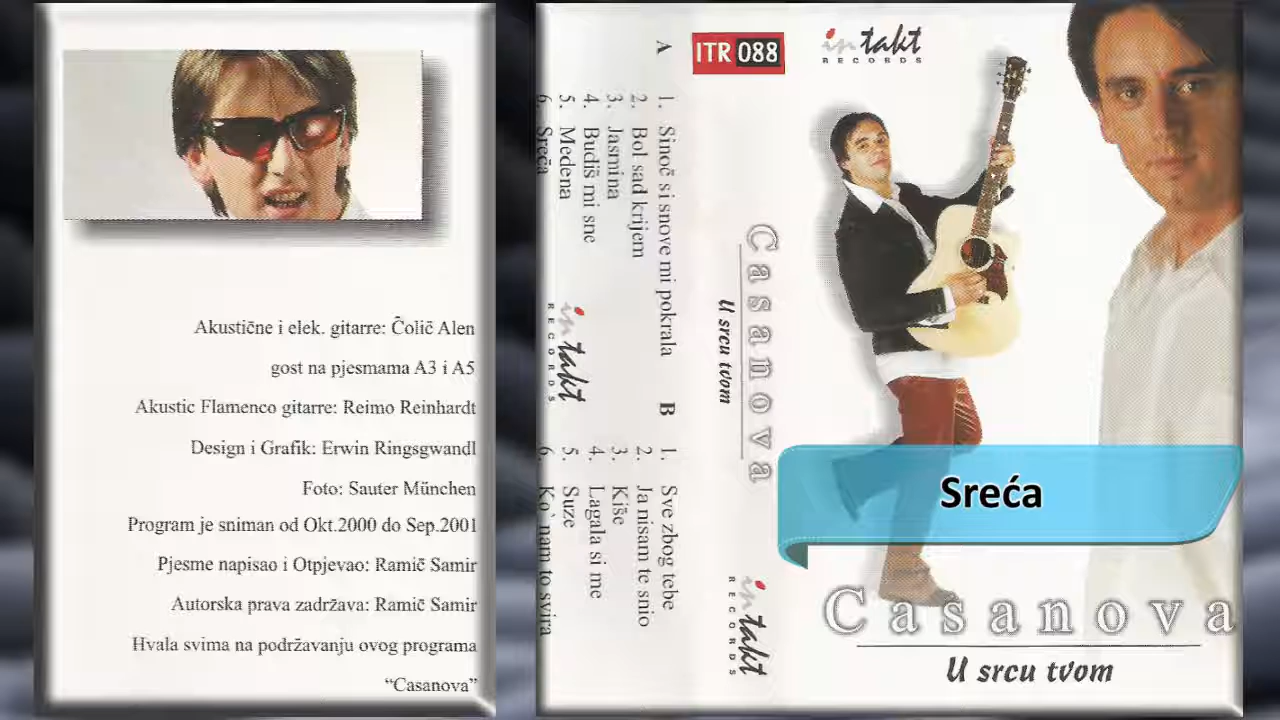 Akustične i elek. gitarre: Čolič Alen
gost na pjesmama A3 i A5
Akustic Flamenco gitarre: Reimo Reinhardt
Design i Grafik: Erwin Ringsgwandl
Foto: Sauter München
Program je sniman od Okt.2000 do Sep.2001
Pjesme napisao i Otpjevao: Ramič Samir
Autorska prava zadržava: Ramič Samir
Hvala svima na podržavanju ovog programa
“Casanova”
A
1. Sinoč si snove mi pokrala
2. Bol sad krijem
3. Jasmina
4. Budiš mi sne
5. Medena
6. Sreča
intakt
RECORDS
B
1. Sve zbog tebe
2. Ja nisam te snio
3. Kiše
4. Lagala si me
5. Suze
6. Ko` nam to svira
ITR 088
Casanova
U srcu tvom
intakt
RECORDS
intakt
RECORDS
Sreća
Casanova
U srcu tvom